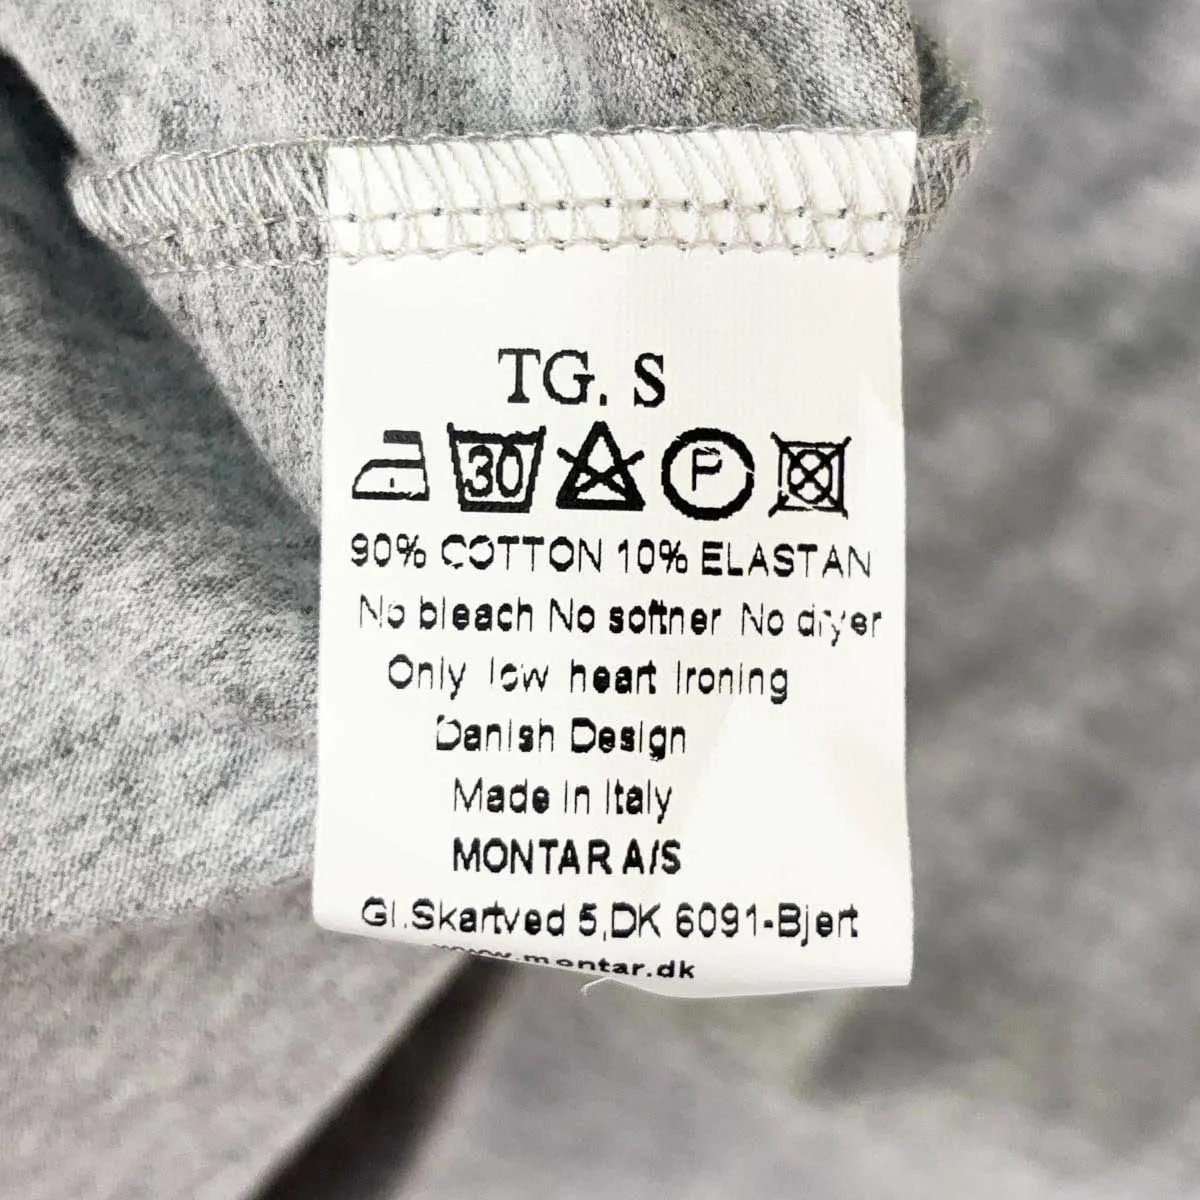 TG. S
30 P
90% COTTON 10% ELASTAN
No bleach No softner No dryer
Only low heart Ironing
Danish Design
Made in Italy
MONTAR A/S
Gl.Skartved 5,DK 6091-Bjert
www.montar.dk